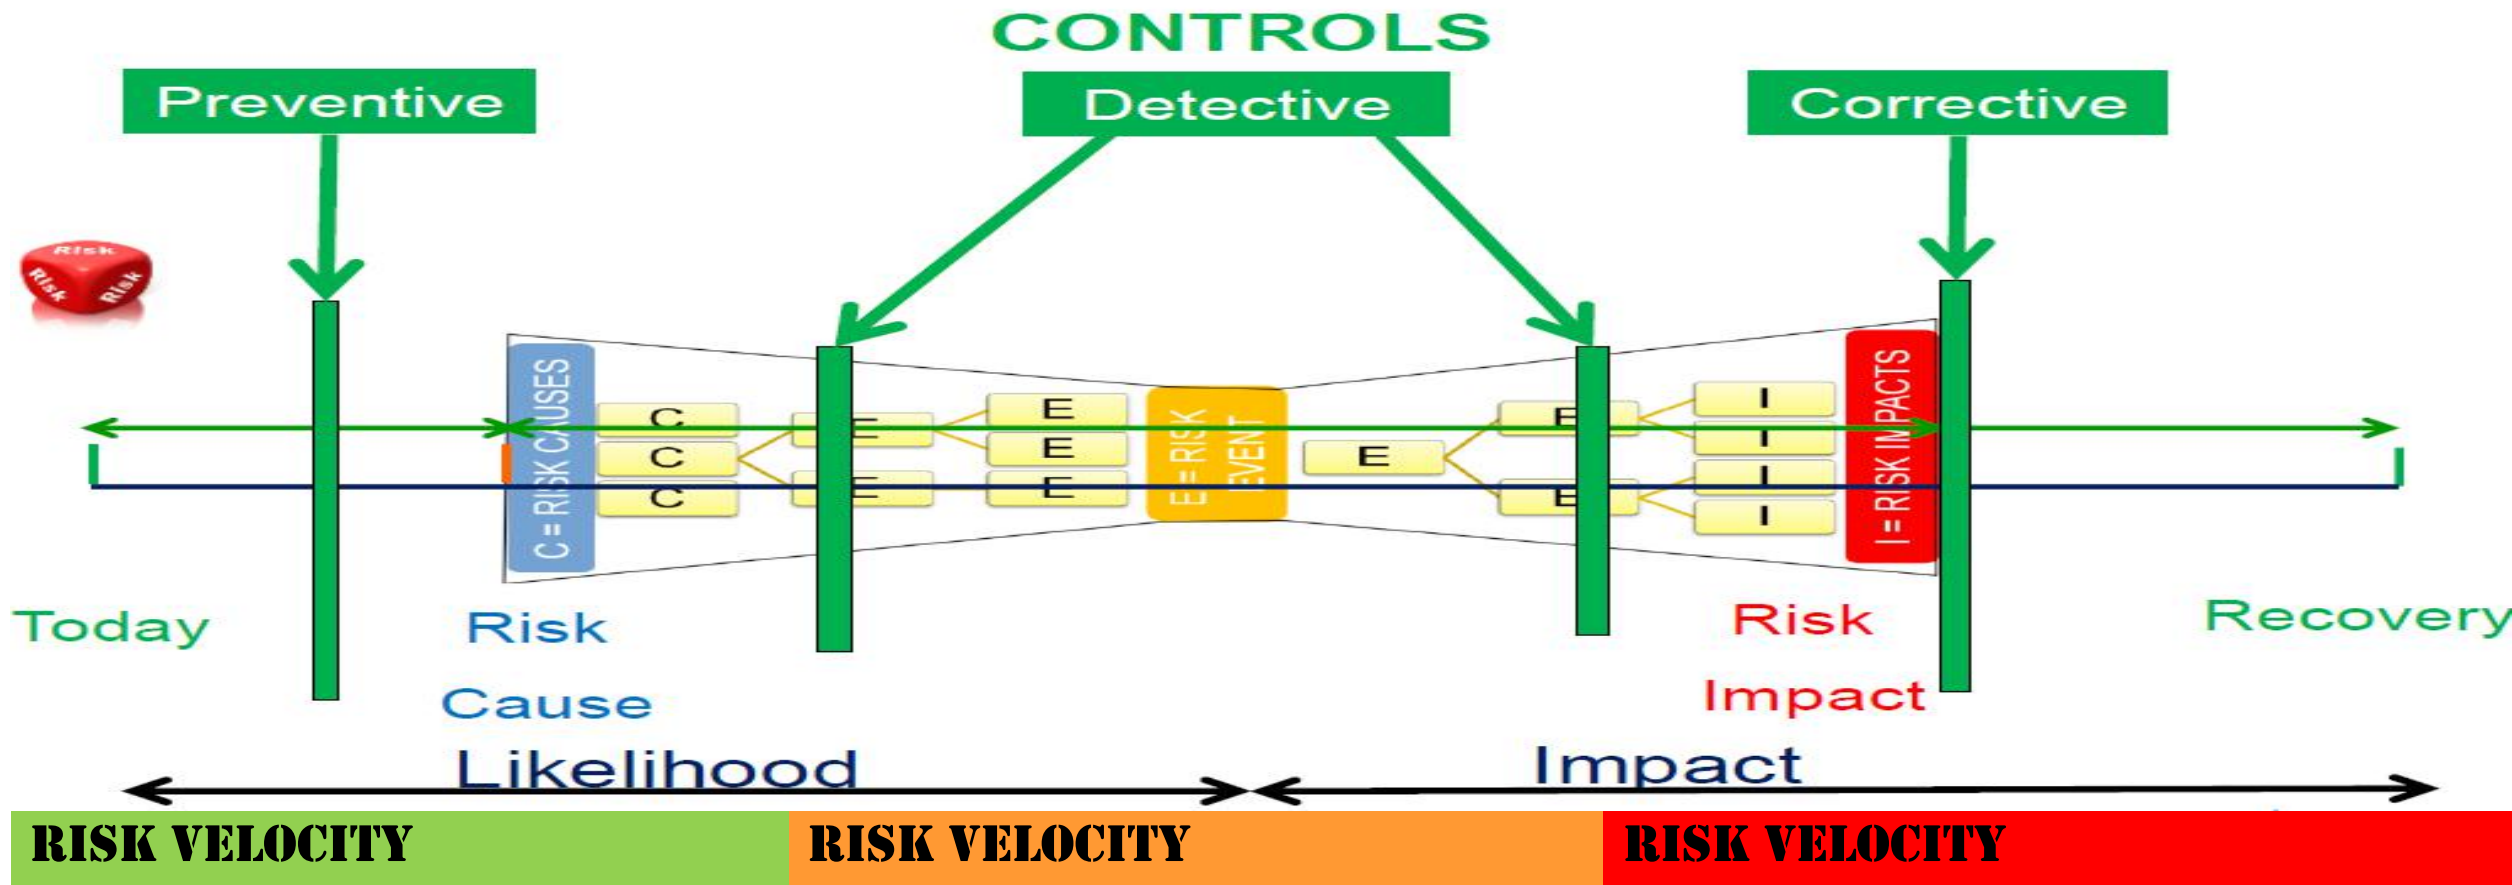 CONTROLS
Preventive
Detective
Corrective
Risk
Risk
Risk
C = RISK CAUSES
C
C
C
E
E
E
E
E
E = RISK
EVENT
E
E
E
I
I
I
I
I = RISK IMPACTS
Today
Risk
Cause
Risk
Impact
Recovery
Likelihood
Impact
RISK VELOCITY
RISK VELOCITY
RISK VELOCITY